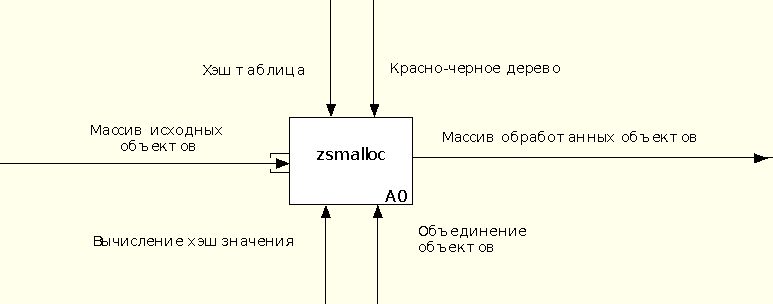 Хэш таблица
Красно-черное дерево
Массив исходных
объектов
Массив обработанных объектов
zsmalloc
A0
Вычисление хэш значения
Объединение
объектов